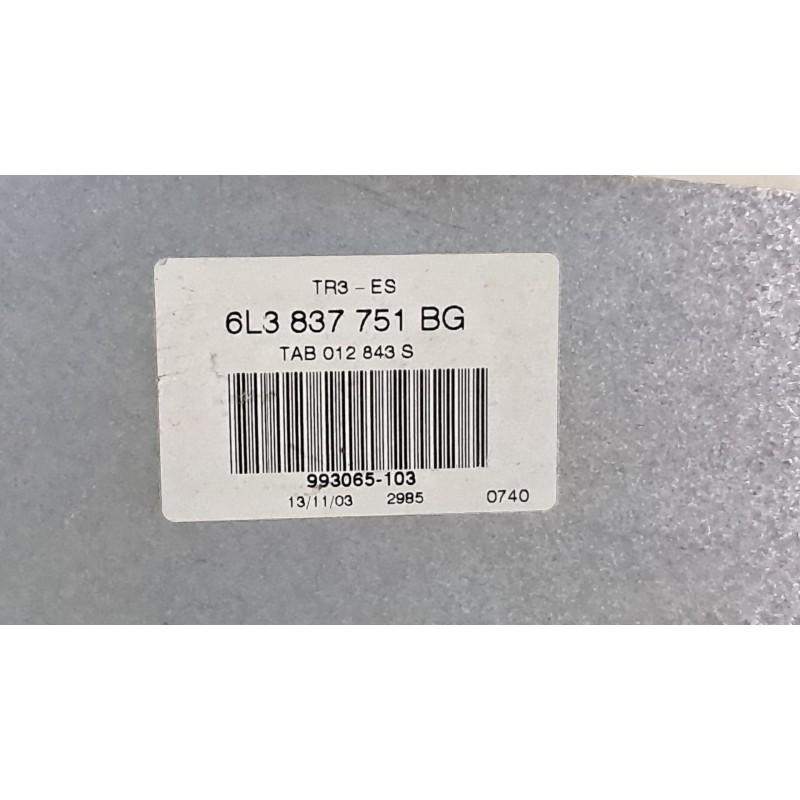 TR3 - ES
6L3 837 751 BG
TAB 012 843 S
993065-103
13/11/03 2985 0740